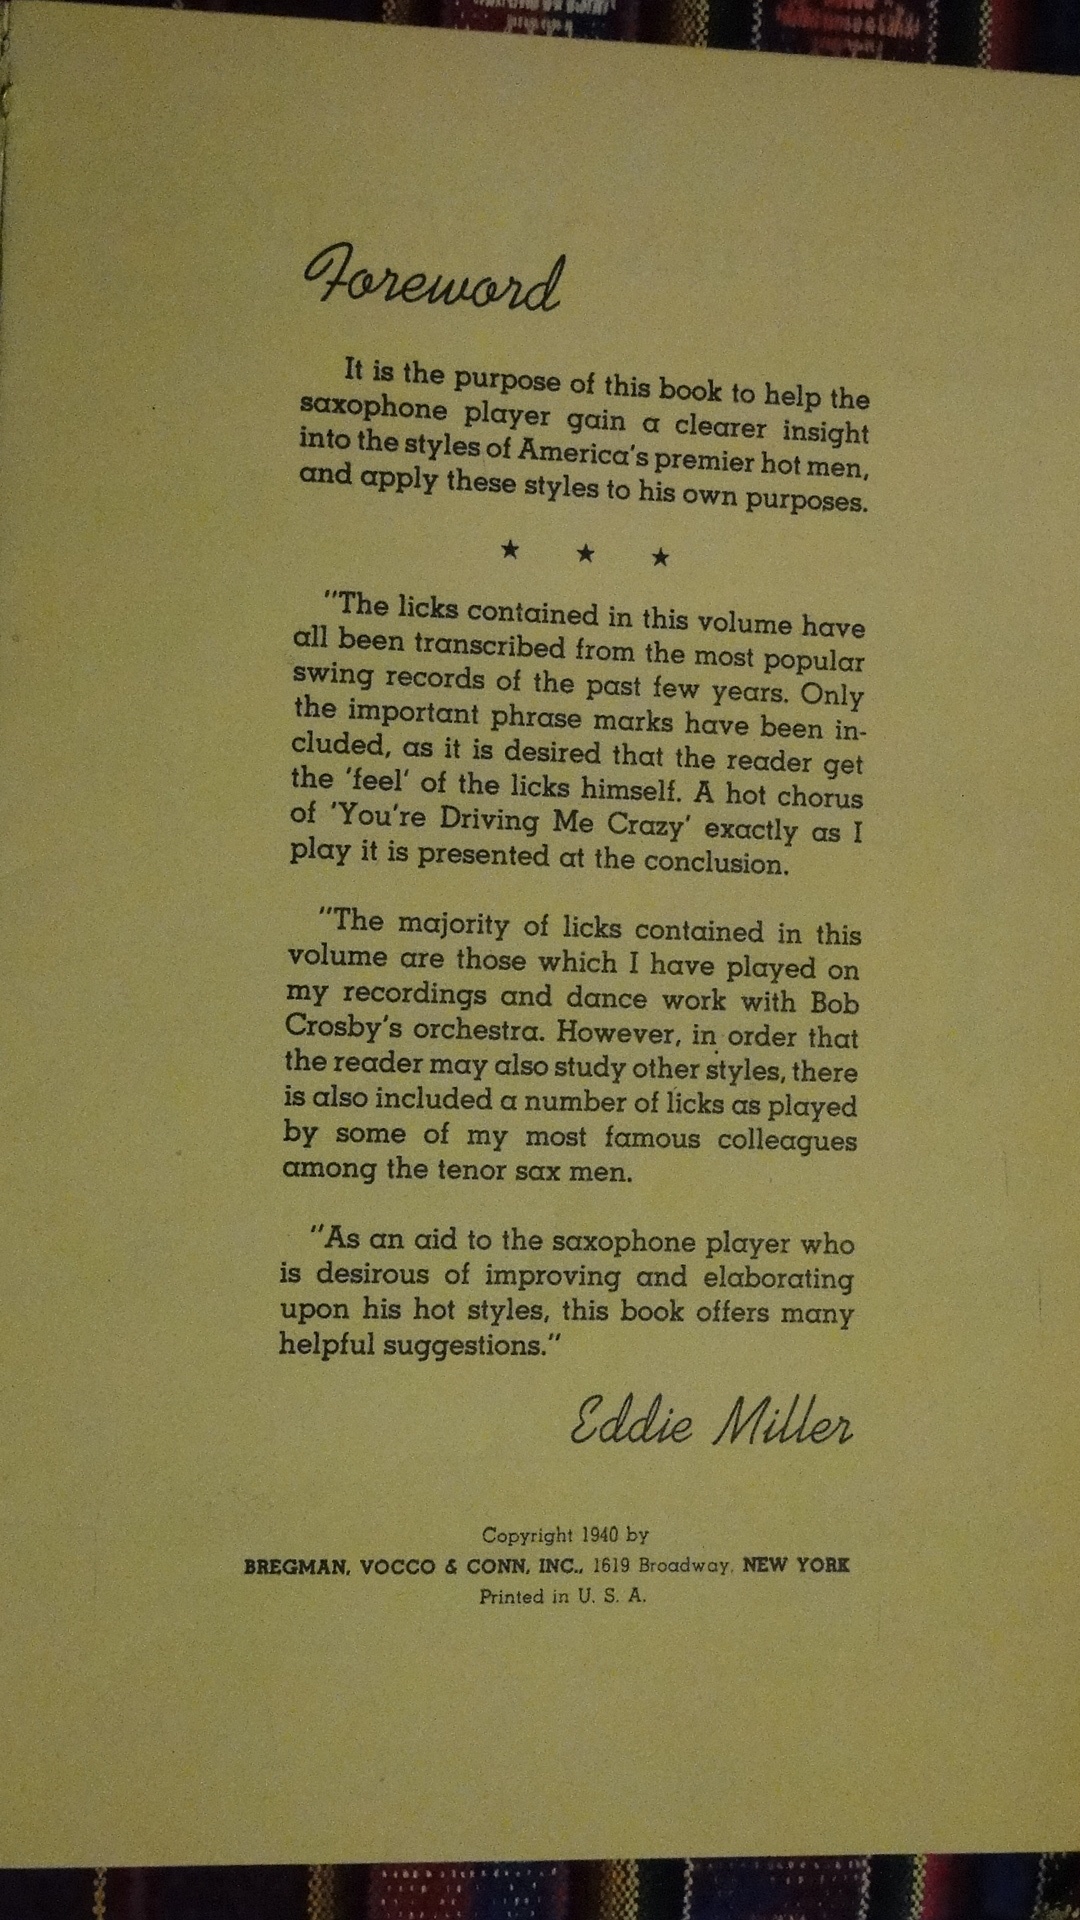 Foreword
It is the purpose of this book to help the
saxophone player gain a clearer insight
into the styles of America's premier hot men,
and apply these styles to his own purposes.
★ ★ ★
"The licks contained in this volume have
all been transcribed from the most popular
swing records of the past few years. Only
the important phrase marks have been in-
cluded, as it is desired that the reader get
the 'feel' of the licks himself. A hot chorus
of 'You're Driving Me Crazy' exactly as I
play it is presented at the conclusion.
"The majority of licks contained in this
volume are those which I have played on
my recordings and dance work with Bob
Crosby's orchestra. However, in order that
the reader may also study other styles, there
is also included a number of licks as played
by some of my most famous colleagues
among the tenor sax men.
"As an aid to the saxophone player who
is desirous of improving and elaborating
upon his hot styles, this book offers many
helpful suggestions."
Eddie Miller
Copyright 1940 by
BREGMAN, VOCCO & CONN, INC., 1619 Broadway, NEW YORK
Printed in U. S. A.